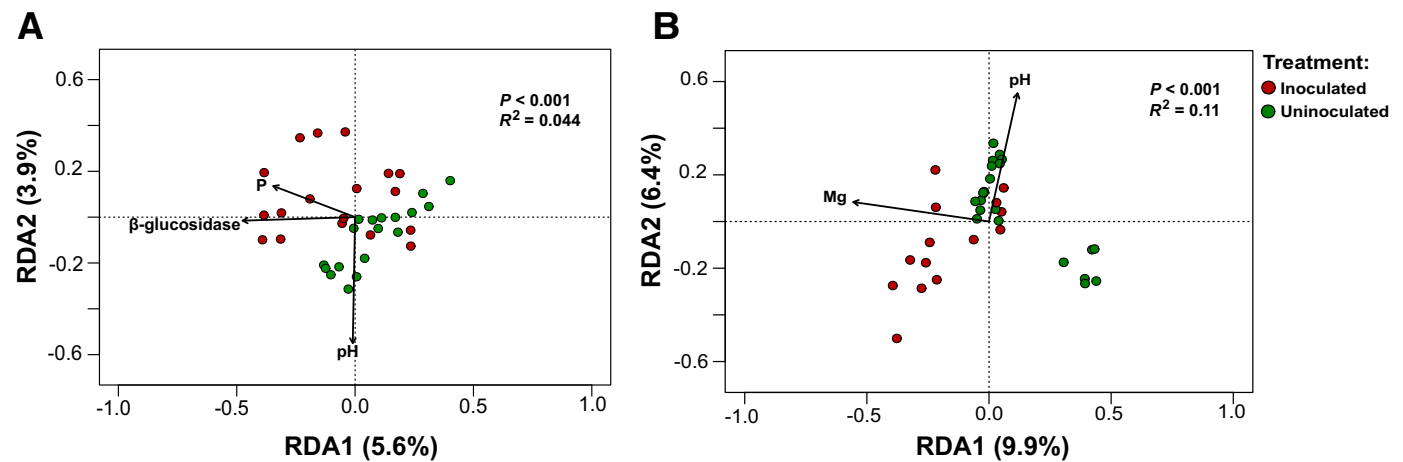 A
0.6
0.2
-0.2
-0.6
RDA2 (3.9%)
P < 0.001
R2 = 0.044
P
β-glucosidase
pH
-1.0 -0.5 0.0 0.5 1.0
RDA1 (5.6%)
B
0.6
0.2
-0.2
-0.6
RDA2 (6.4%)
pH
P < 0.001
R2 = 0.11
Mg
-1.0 -0.5 0.0 0.5 1.0
RDA1 (9.9%)
Treatment:
Inoculated
Uninoculated